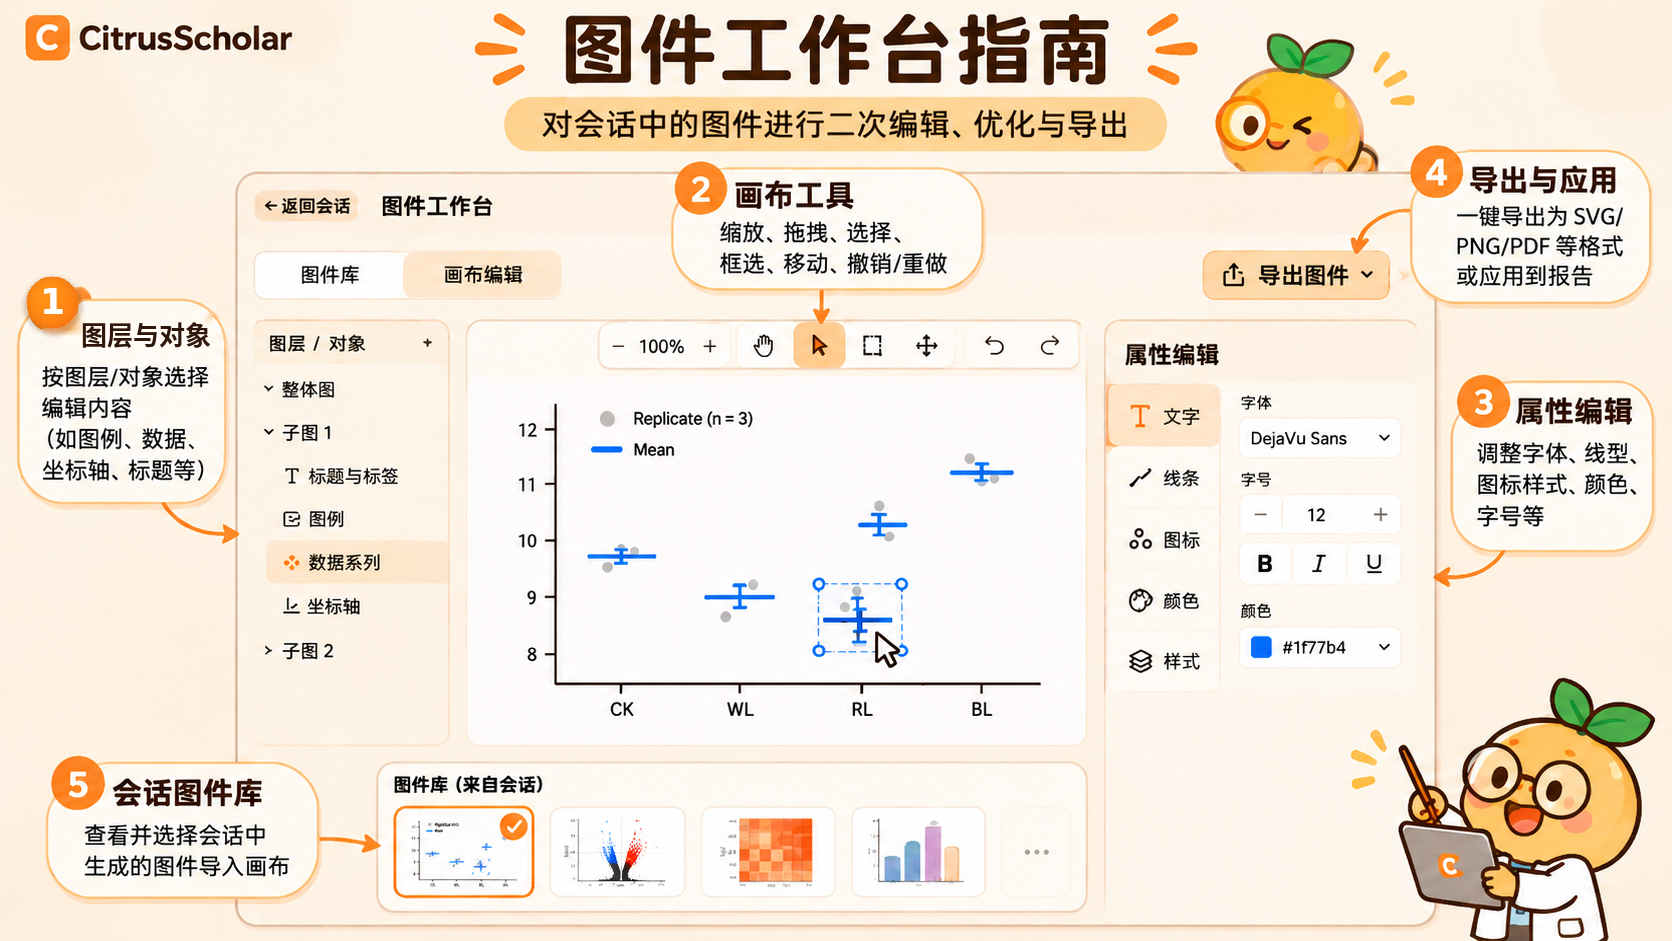 C CitrusScholar
图件工作台指南
对会话中的图件进行二次编辑、优化与导出
← 返回会话
图件工作台
图件库
画布编辑
2 画布工具
缩放、拖拽、选择、
框选、移动、撤销/重做
4 导出与应用
一键导出为 SVG/
PNG/PDF 等格式
或应用到报告
导出图件
1
图层与对象
按图层/对象选择
编辑内容
（如图例、数据、
坐标轴、标题等）
图层 / 对象 +
整体图
子图 1
T 标题与标签
图例
数据系列
坐标轴
子图 2
− 100% +
Replicate (n = 3)
Mean
12
11
10
9
8
CK WL RL BL
属性编辑
T 文字
线条
图标
颜色
样式
字体
DejaVu Sans
字号
− 12 +
B I U
颜色
#1f77b4
3 属性编辑
调整字体、线型、
图标样式、颜色、
字号等
5 会话图件库
查看并选择会话中
生成的图件导入画布
图件库 (来自会话)
•••
C